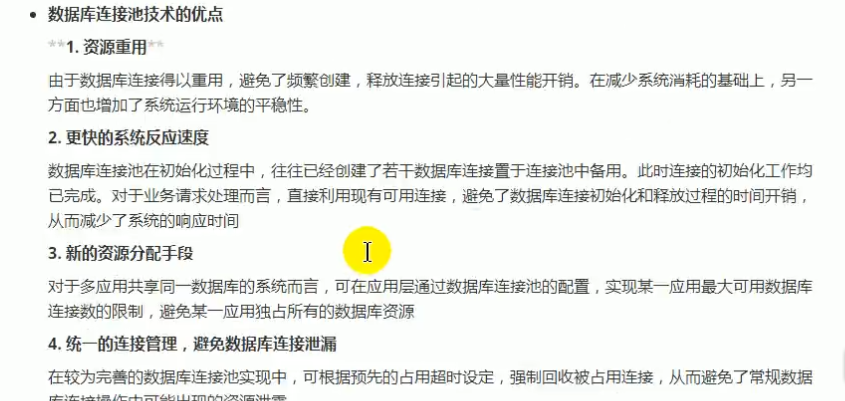 • 数据库连接池技术的优点
**1. 资源重用**
由于数据库连接得以重用，避免了频繁创建，释放连接引起的大量性能开销。在减少系统消耗的基础上，另一
方面也增加了系统运行环境的平稳性。
2. 更快的系统反应速度
数据库连接池在初始化过程中，往往已经创建了若干数据库连接置于连接池中备用。此时连接的初始化工作均
已完成。对于业务请求处理而言，直接利用现有可用连接，避免了数据库连接初始化和释放过程的时间开销，
从而减少了系统的响应时间
3. 新的资源分配手段
对于多应用共享同一数据库的系统而言，可在应用层通过数据库连接池的配置，实现某一应用最大可用数据库
连接数的限制，避免某一应用独占所有的数据库资源
4. 统一的连接管理，避免数据库连接泄漏
在较为完善的数据库连接池实现中，可根据预先的占用超时设定，强制回收被占用连接，从而避免了常规数据
库连接操作中可能出现的资源泄露